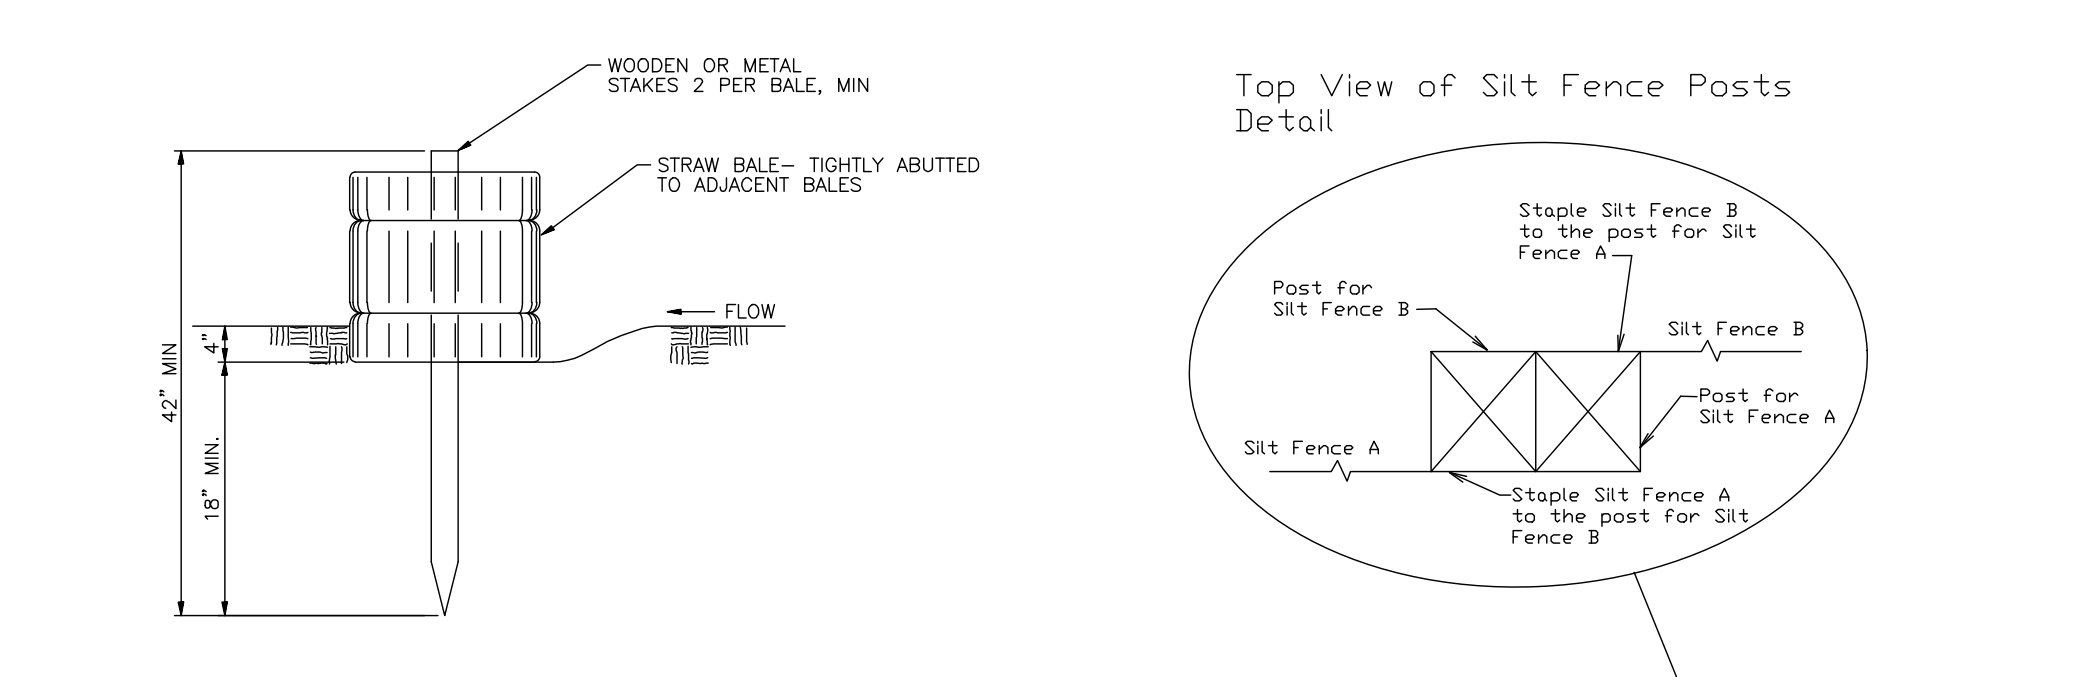 WOODEN OR METAL
STAKES 2 PER BALE, MIN
STRAW BALE– TIGHTLY ABUTTED
TO ADJACENT BALES
FLOW
4”
42” MIN
18” MIN.
Top View of Silt Fence Posts
Detail
Staple Silt Fence B
to the post for Silt
Fence A
Post for
Silt Fence B
Silt Fence B
Post for
Silt Fence A
Silt Fence A
Staple Silt Fence A
to the post for Silt
Fence B